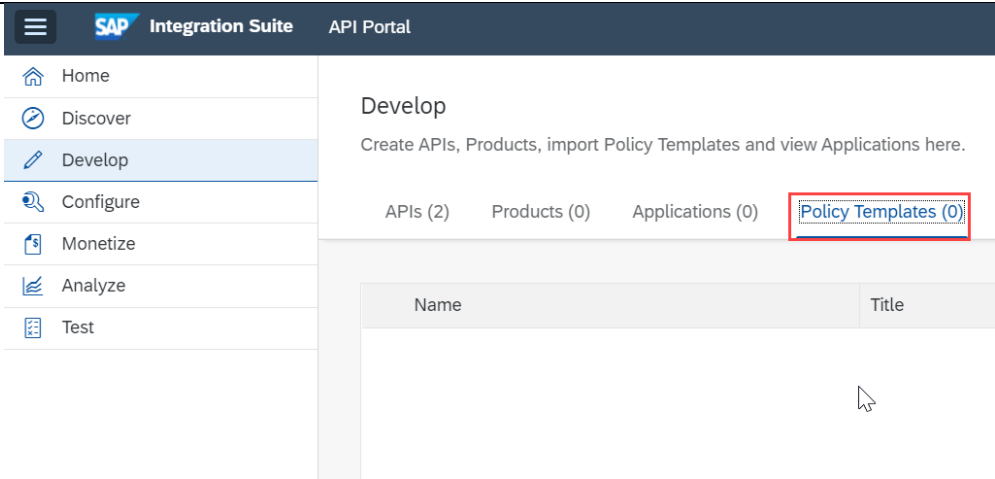 SAP Integration Suite API Portal
Home
Discover
Develop
Configure
Monetize
Analyze
Test
Develop
Create APIs, Products, import Policy Templates and view Applications here.
APIs (2) Products (0) Applications (0) Policy Templates (0)
Name Title